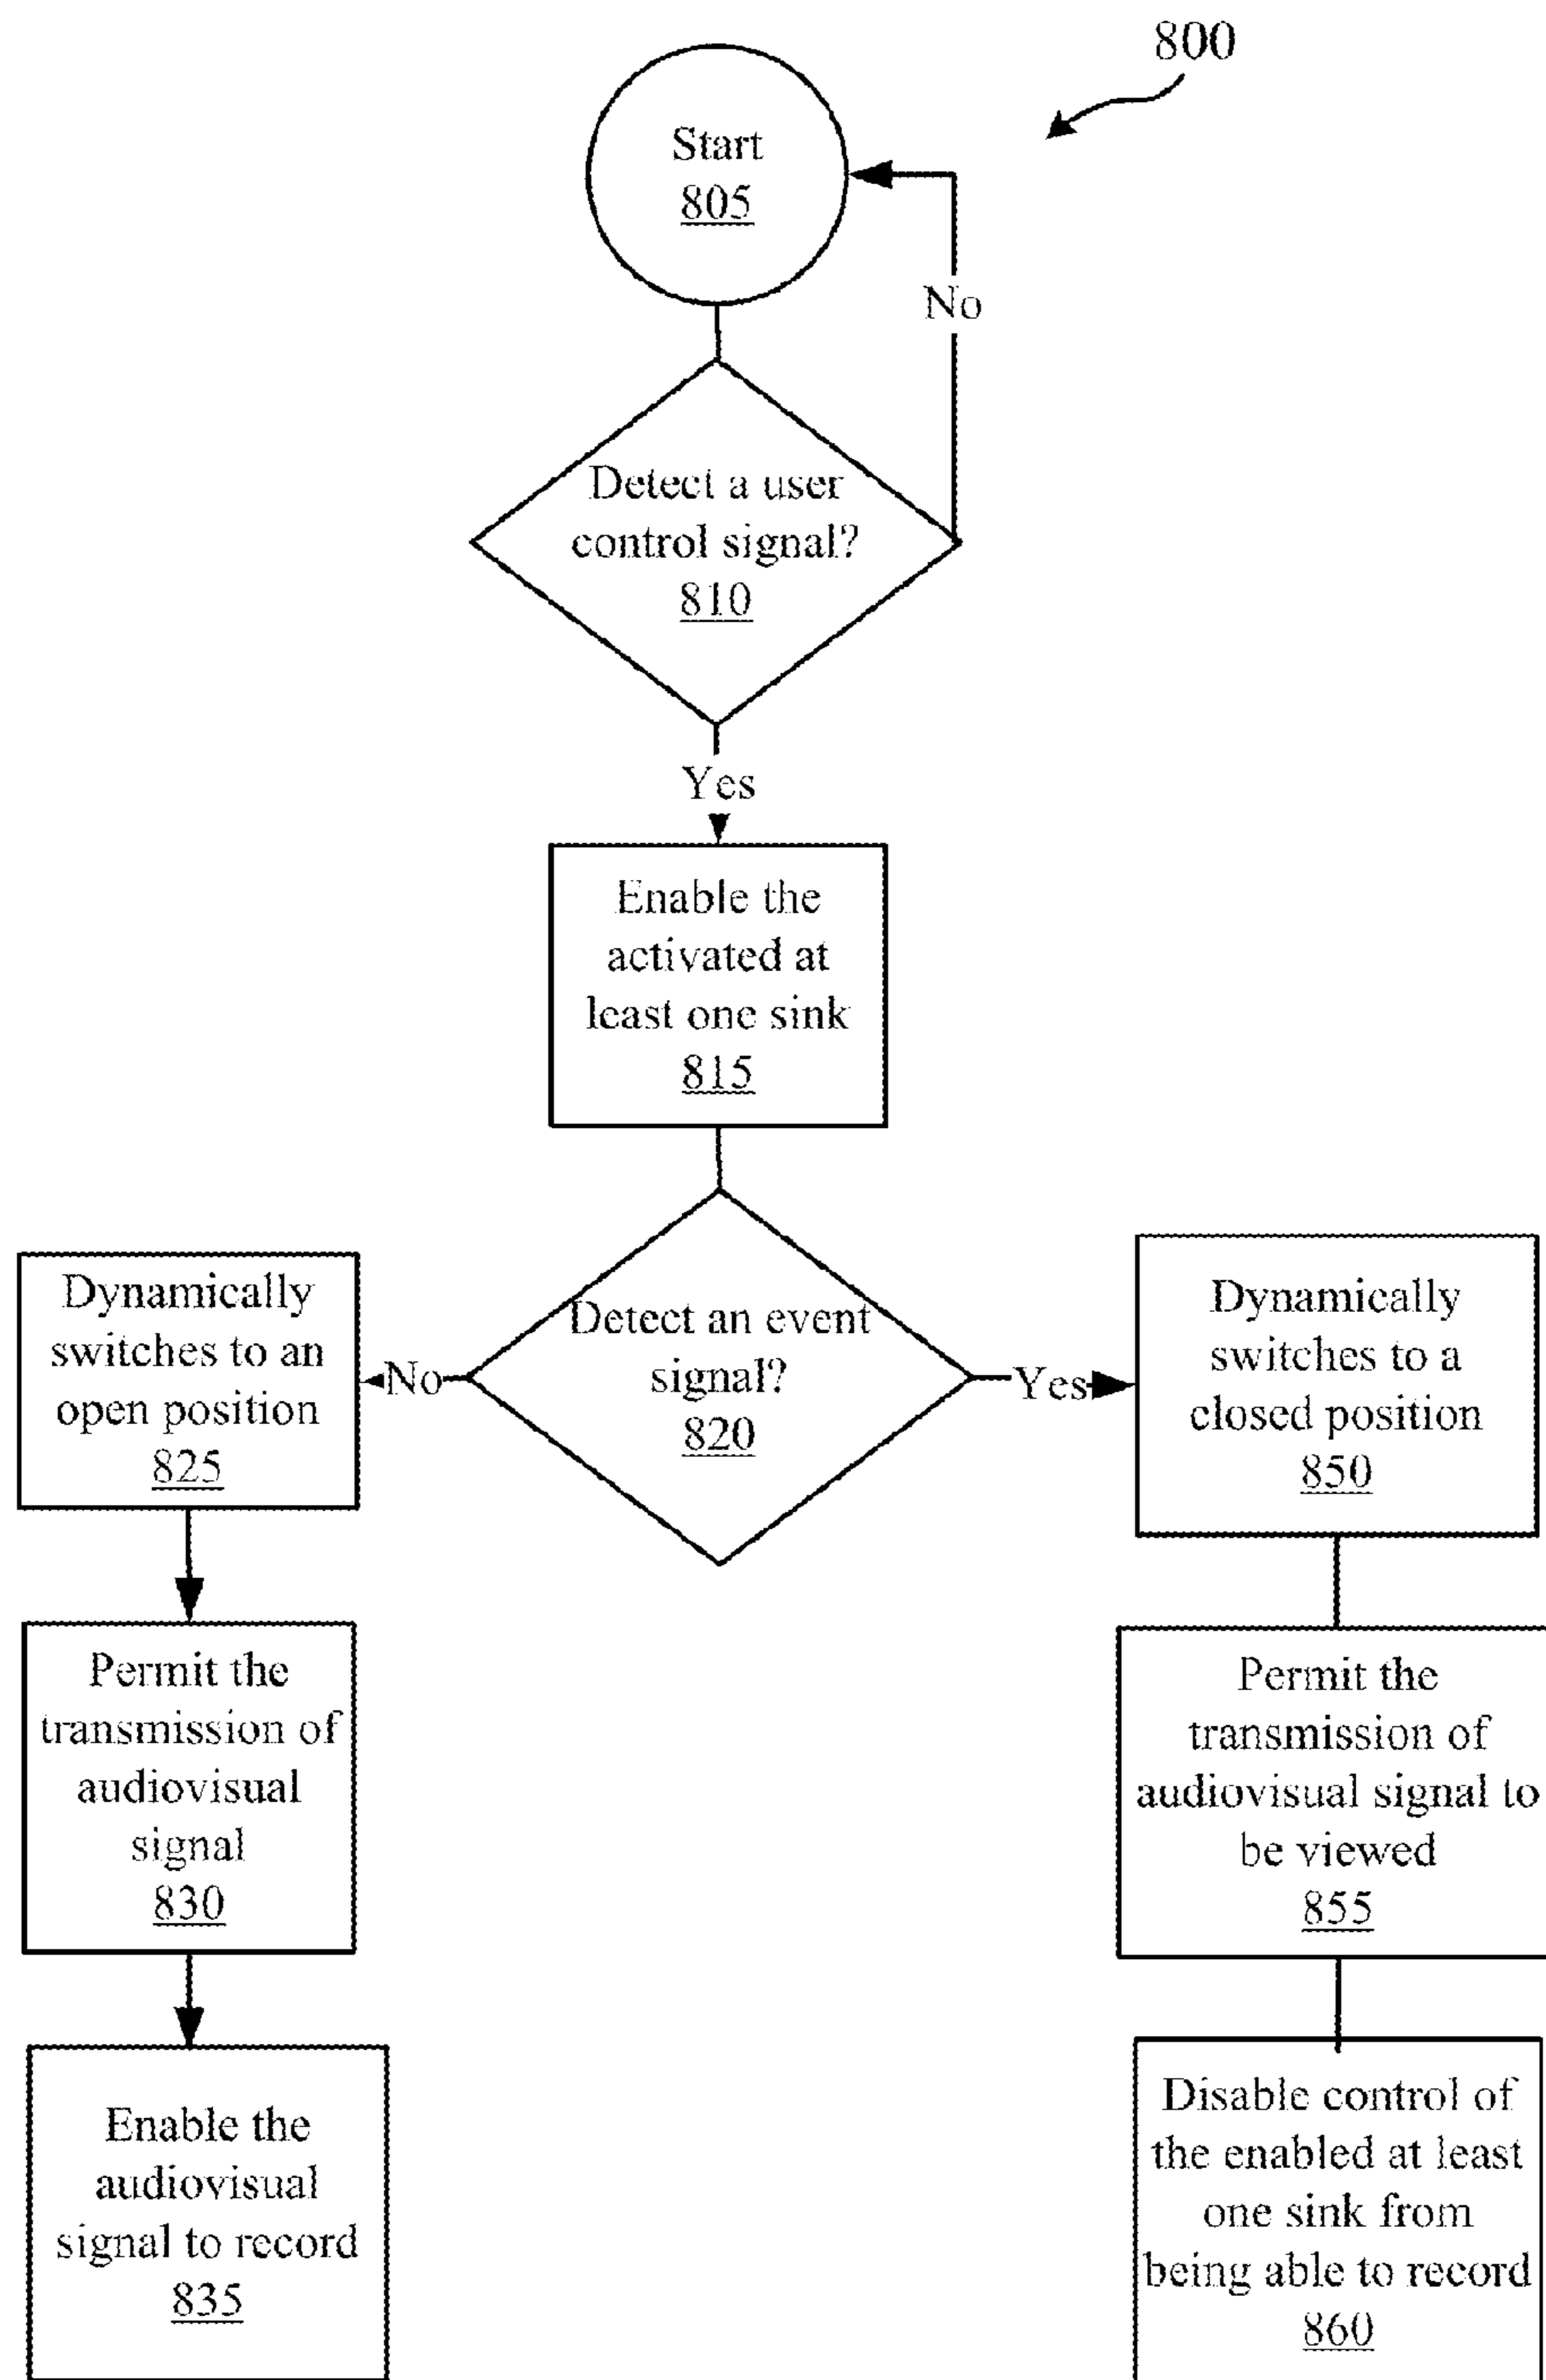 800
Start
805
No
Detect a user
control signal?
810
Yes
Enable the
activated at
least one sink
815
Detect an event
signal?
820
No
Yes
Dynamically
switches to an
open position
825
Permit the
transmission of
audiovisual
signal
830
Enable the
audiovisual
signal to record
835
Dynamically
switches to a
closed position
850
Permit the
transmission of
audiovisual signal to
be viewed
855
Disable control of
the enabled at least
one sink from
being able to record
860